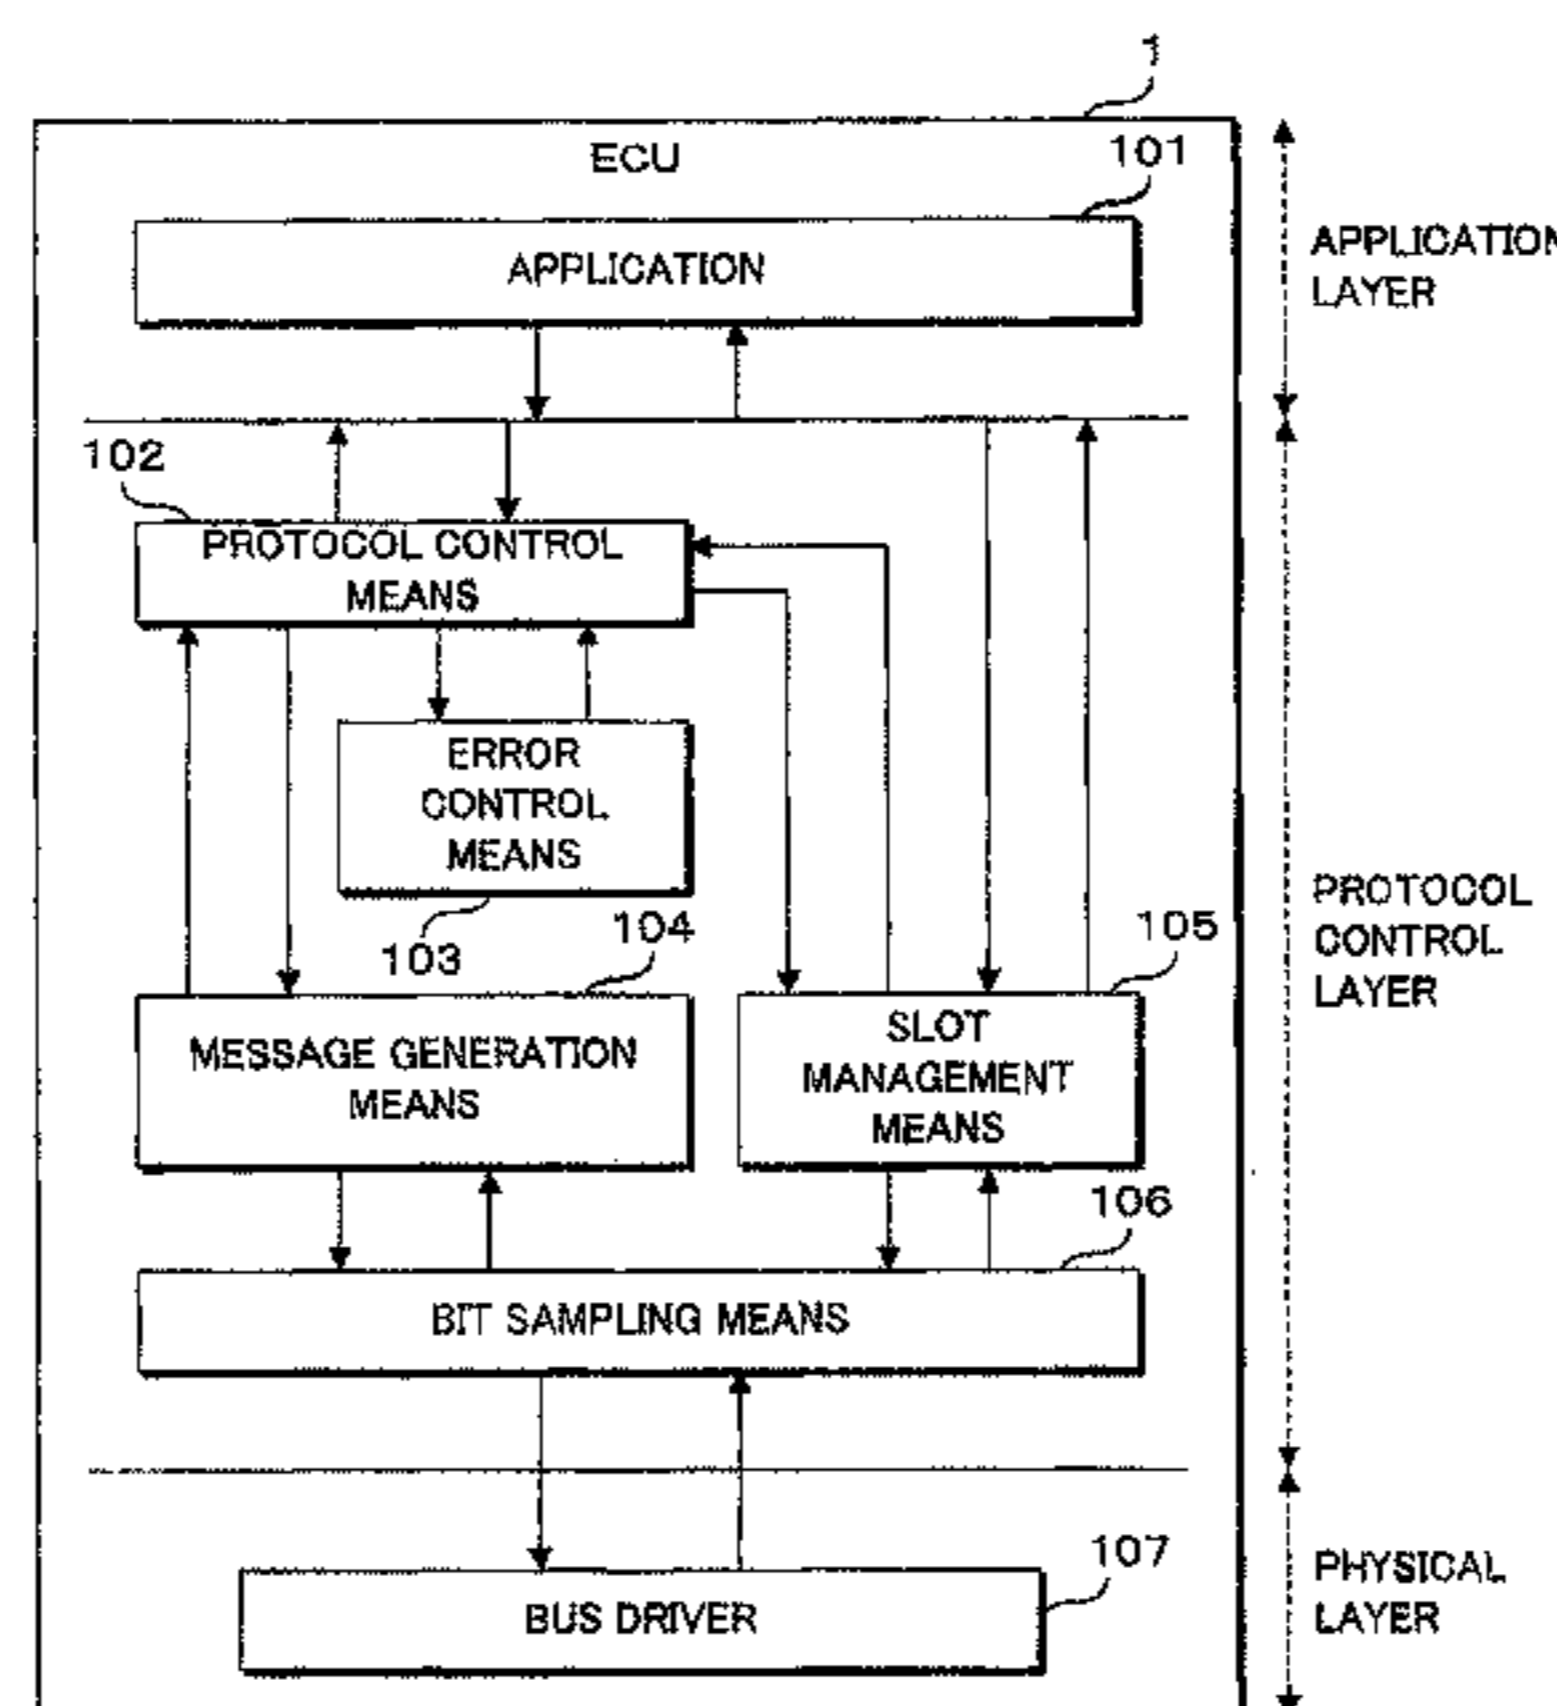 1
ECU
101
APPLICATION
APPLICATION
LAYER
102
PROTOCOL CONTROL
MEANS
ERROR
CONTROL
MEANS
103
104
105
PROTOCOL
CONTROL
LAYER
MESSAGE GENERATION
MEANS
SLOT
MANAGEMENT
MEANS
106
BIT SAMPLING MEANS
107
BUS DRIVER
PHYSICAL
LAYER